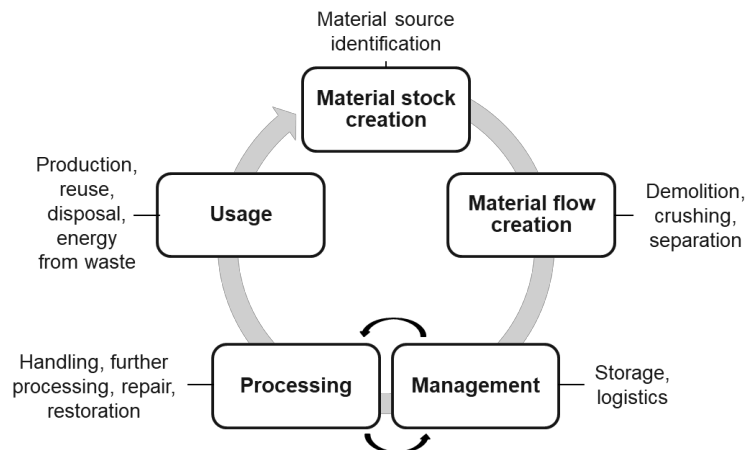 Material source
identification
Material stock
creation
Production,
reuse,
disposal,
energy
from waste
Usage
Material flow
creation
Demolition,
crushing,
separation
Handling, further
processing, repair,
restoration
Processing
Management
Storage,
logistics